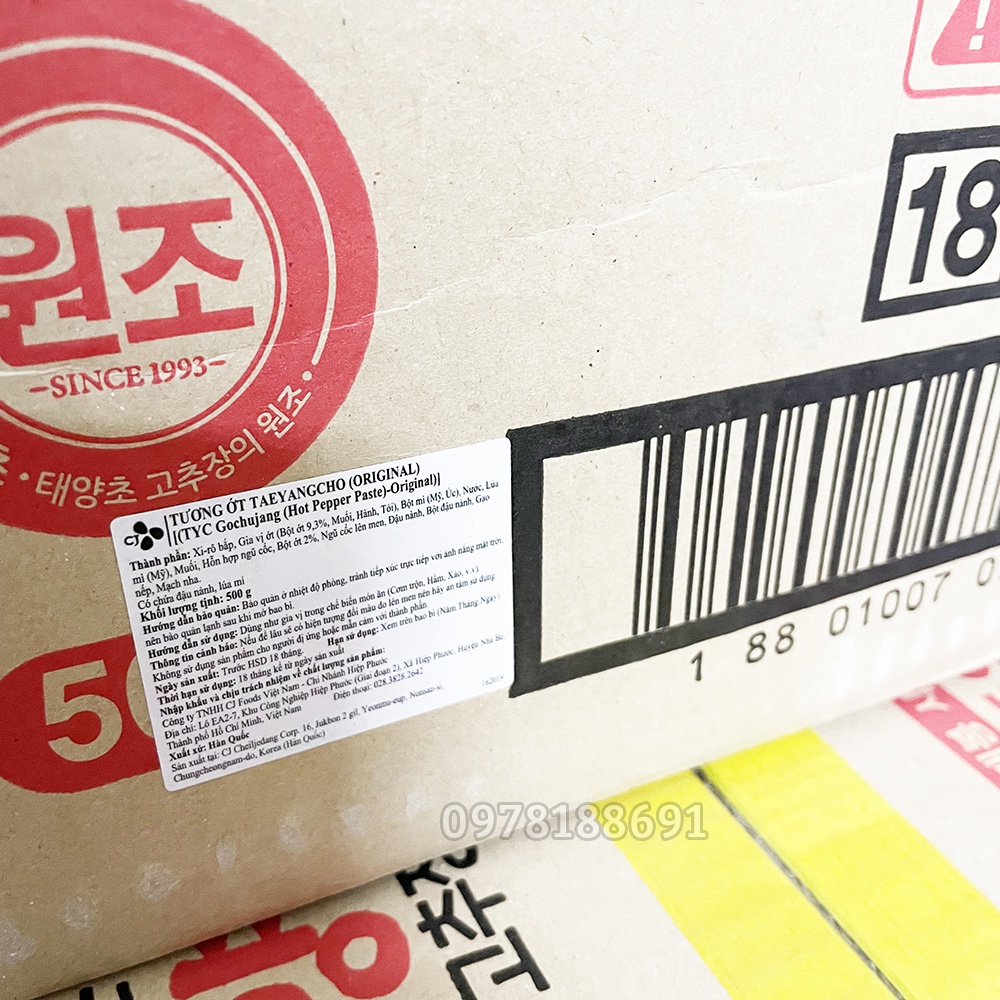 원조
-SINCE 1993-
· 태양초 고추장의 원조 ·
18
CJ
TƯƠNG ỚT TAEYANGCHO (ORIGINAL)
[(TYC Gochujang (Hot Pepper Paste)-Original)]
Thành phần: Xi-rô bắp, Gia vị ớt (Bột ớt 9,3%, Muối, Hành, Tỏi), Bột mì (Mỹ, Úc), Nước, Lúa
mì (Mỹ), Muối, Hỗn hợp ngũ cốc, Bột ớt 2%, Ngũ cốc lên men, Đậu nành, Bột đậu nành, Gạo
nếp, Mạch nha.
Có chứa đậu nành, lúa mì
Khối lượng tịnh: 500 g
Hướng dẫn bảo quản: Bảo quản ở nhiệt độ phòng, tránh tiếp xúc trực tiếp với ánh nắng mặt trời,
nên bảo quản lạnh sau khi mở bao bì.
Hướng dẫn sử dụng: Dùng như gia vị trong chế biến món ăn (Cơm trộn, Hầm, Xào, v.v)
Thông tin cảnh báo: Nếu để lâu sẽ có hiện tượng đổi màu do lên men nên hãy an tâm sử dụng
Không sử dụng sản phẩm cho người dị ứng hoặc mẫn cảm với thành phần.
Ngày sản xuất: Trước HSD 18 tháng. Hạn sử dụng: Xem trên bao bì (Năm Tháng Ngày)
Thời hạn sử dụng: 18 tháng kể từ ngày sản xuất
Nhập khẩu và chịu trách nhiệm về chất lượng sản phẩm:
Công ty TNHH CJ Foods Việt Nam - Chi Nhánh Hiệp Phước
Địa chỉ: Lô EA2-7, Khu Công Nghiệp Hiệp Phước (Giai đoạn 2), Xã Hiệp Phước, Huyện Nhà Bè,
Thành phố Hồ Chí Minh, Việt Nam Điện thoại: 028.3828.2642
Xuất xứ: Hàn Quốc
Sản xuất tại: CJ Cheiljedang Corp. 16, Jukbon 2 gil, Yeonmu-eup, Nonsan-si,
Chungcheongnam-do, Korea (Hàn Quốc)
1 88 01007 0
5
0978188691
고추장